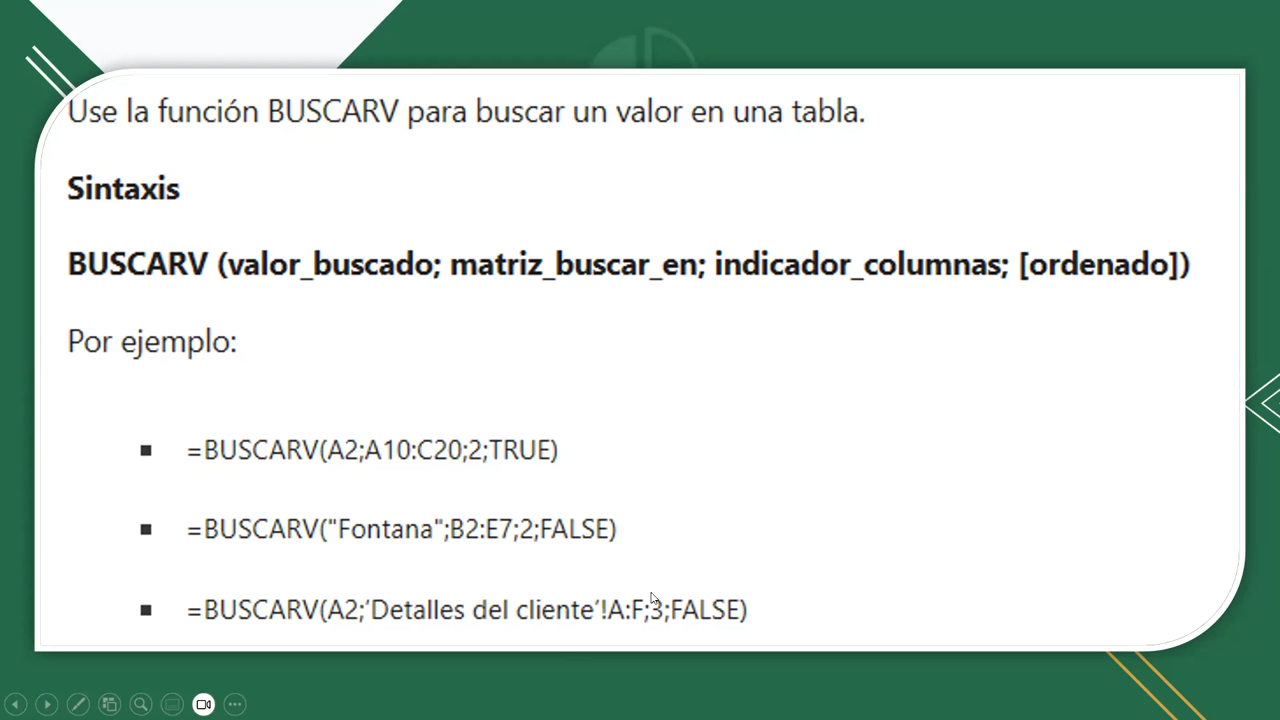 Use la función BUSCARV para buscar un valor en una tabla.
Sintaxis
BUSCARV (valor_buscado; matriz_buscar_en; indicador_columnas; [ordenado])
Por ejemplo:
=BUSCARV(A2;A10:C20;2;TRUE)
=BUSCARV("Fontana";B2:E7;2;FALSE)
=BUSCARV(A2;’Detalles del cliente’!A:F;3;FALSE)